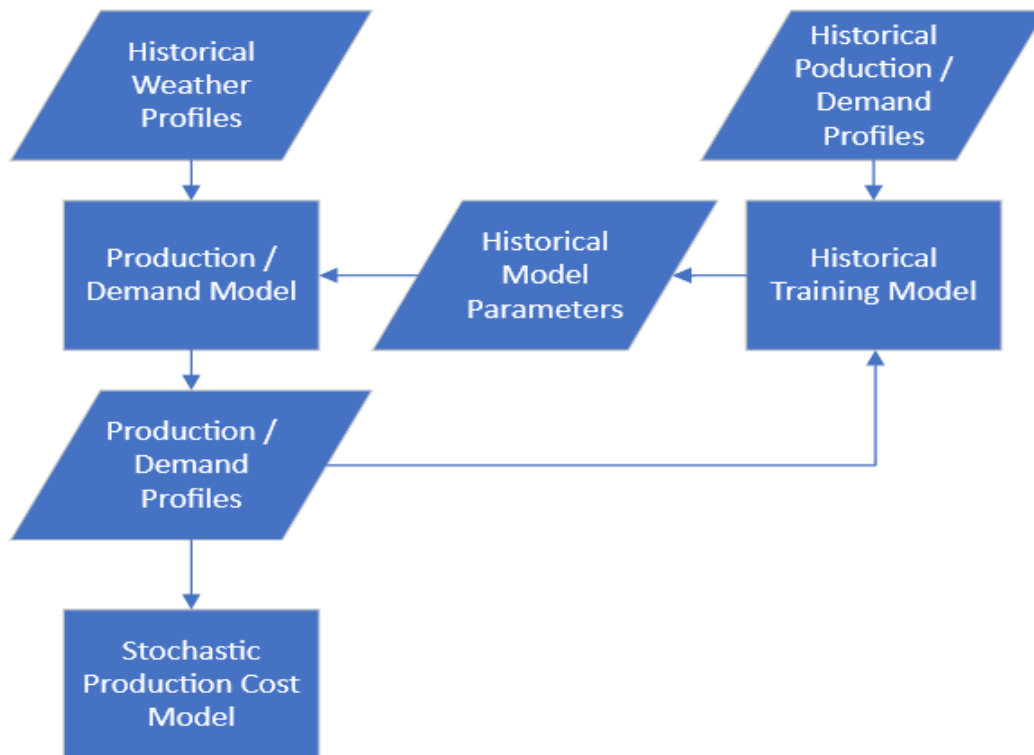 Historical
Weather
Profiles
Historical
Poduction /
Demand
Profiles
Production /
Demand Model
Historical
Model
Parameters
Historical
Training Model
Production /
Demand
Profiles
Stochastic
Production Cost
Model